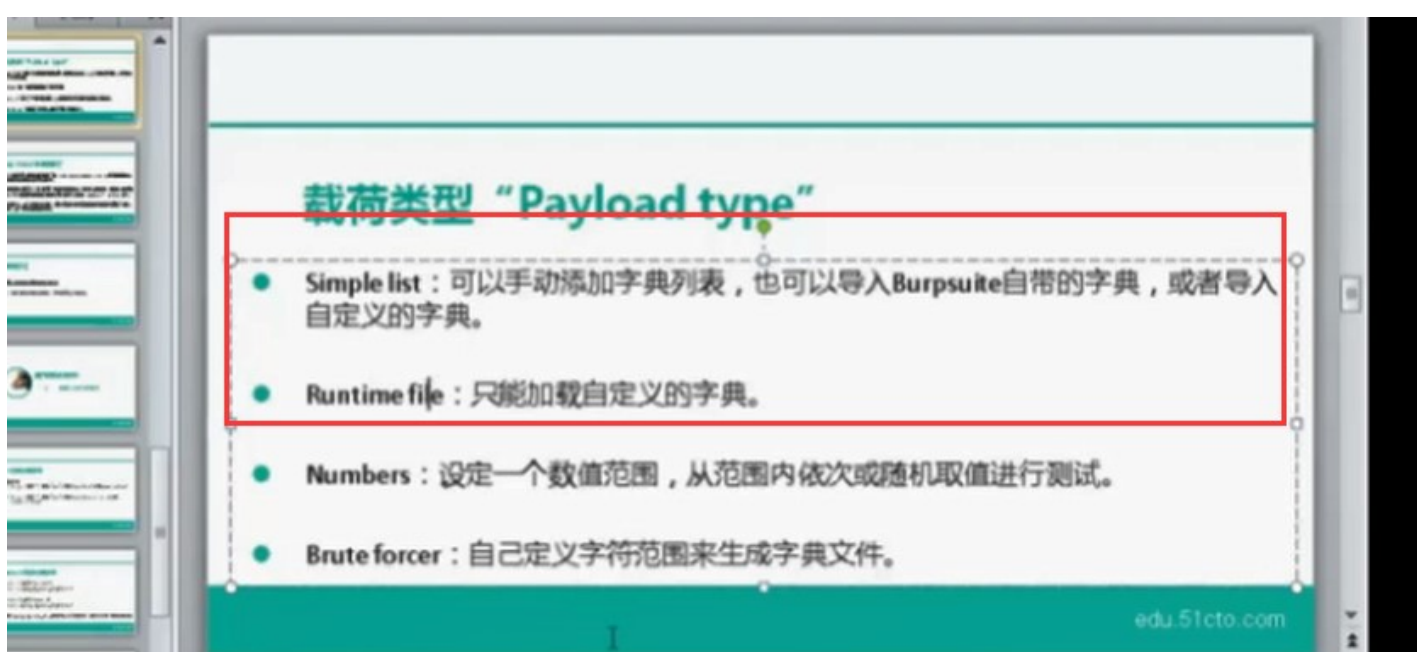 载荷类型“Payload type”
Simple list：可以手动添加字典列表，也可以导入Burpsuite自带的字典，或者导入
自定义的字典。
Runtime file：只能加载自定义的字典。
Numbers：设定一个数值范围，从范围内依次或随机取值进行测试。
Brute forcer：自己定义字符范围来生成字典文件。
edu.51cto.com